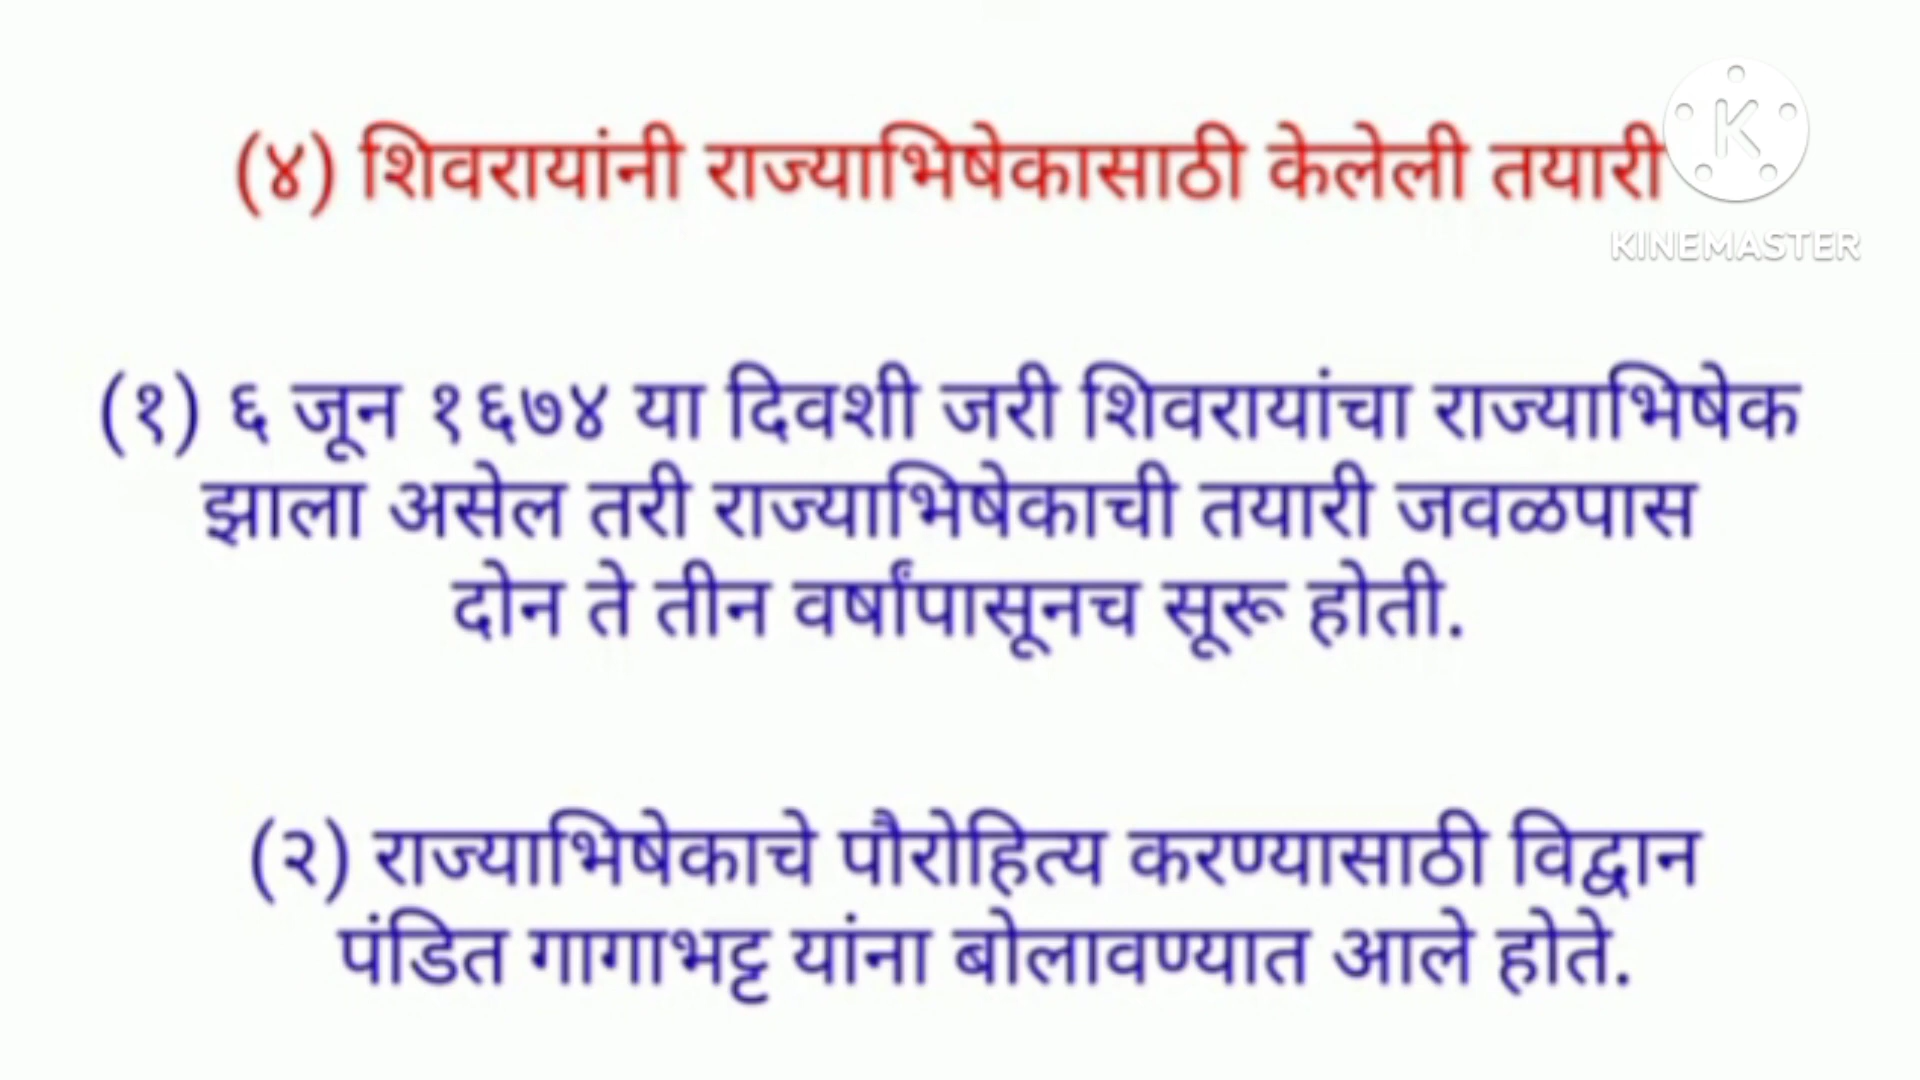 (४) शिवरायांनी राज्याभिषेकासाठी केलेली तयारी
K
KINEMASTER
(१) ६ जून १६७४ या दिवशी जरी शिवरायांचा राज्याभिषेक
झाला असेल तरी राज्याभिषेकाची तयारी जवळपास
दोन ते तीन वर्षांपासूनच सूरू होती.
(२) राज्याभिषेकाचे पौरोहित्य करण्यासाठी विद्वान
पंडित गागाभट्ट यांना बोलावण्यात आले होते.